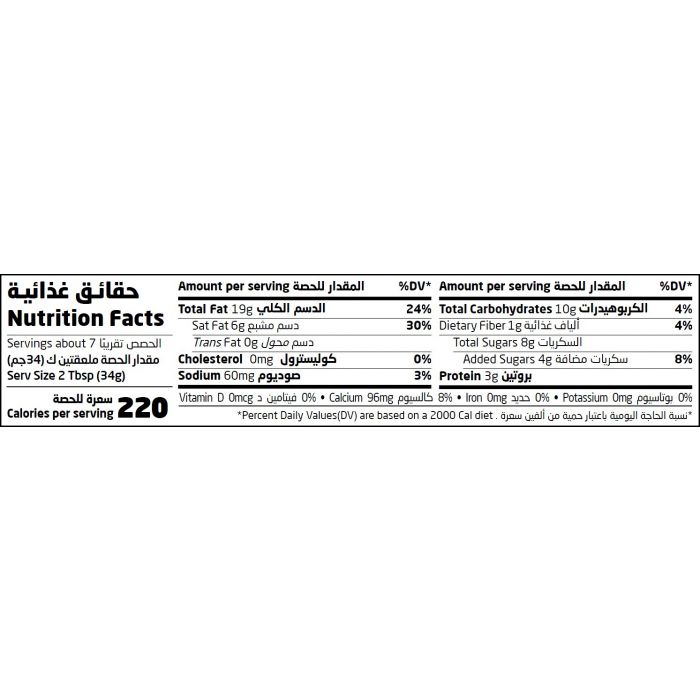 حقائق غذائية
Nutrition Facts
Servings about 7 الحصص تقريبًا
مقدار الحصة ملعقتين ك (34جم)
Serv Size 2 Tbsp (34g)
سعرة للحصة
Calories per serving 220
Amount per serving المقدار للحصة %DV*
Total Fat 19g الدسم الكلي 24%
Sat Fat 6g دسم مشبع 30%
Trans Fat 0g دسم محول
Cholesterol 0mg كوليسترول 0%
Sodium 60mg صوديوم 3%
Amount per serving المقدار للحصة %DV*
Total Carbohydrates 10g الكربوهيدرات 4%
Dietary Fiber 1g ألياف غذائية 4%
Total Sugars 8g السكريات
Added Sugars 4g سكريات مضافة 8%
Protein 3g بروتين
Vitamin D 0mcg فيتامين د 0% • Calcium 96mg كالسيوم 8% • Iron 0mg حديد 0% • Potassium 0mg بوتاسيوم 0%
*Percent Daily Values(DV) are based on a 2000 Cal diet . نسبة الحاجة اليومية باعتبار حمية من ألفين سعرة*